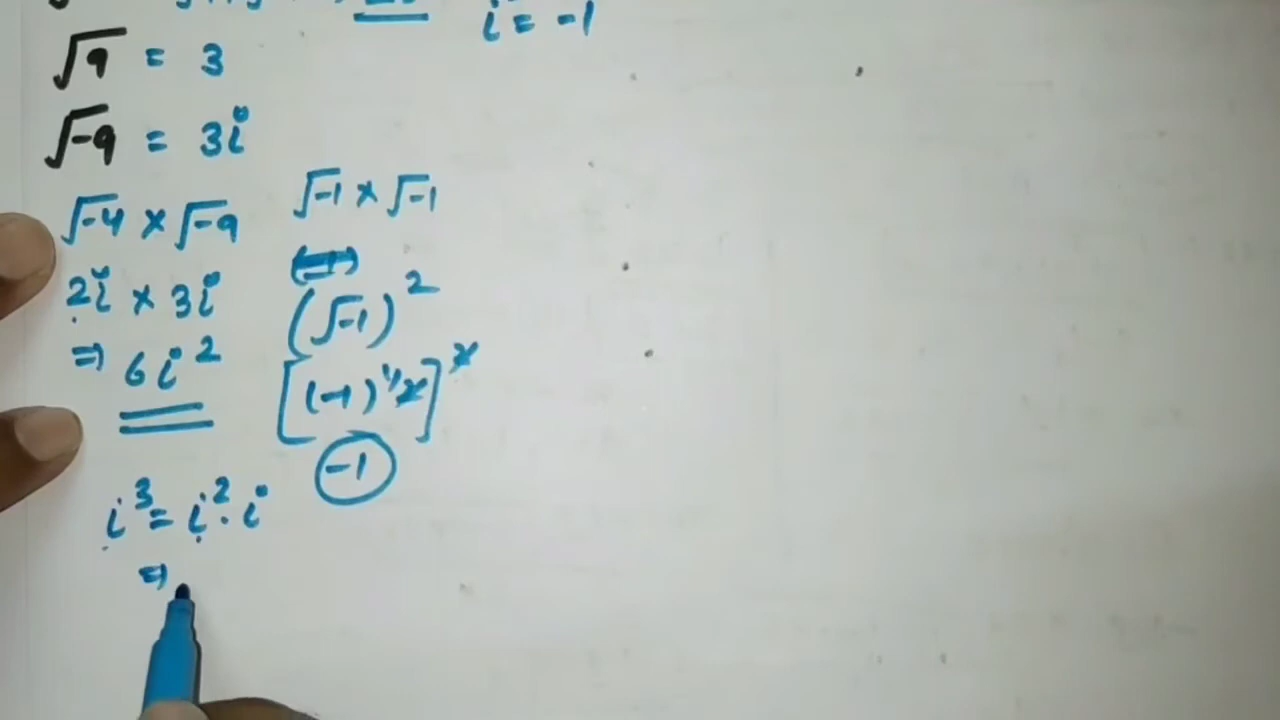 i = -1
√9 = 3
√-9 = 3i
√-4 × √-9
2i × 3i
⇒ 6i²
i³ = i² · i
⇒
√-1 × √-1
(√-1)²
[(-1)^1/2]^2
-1